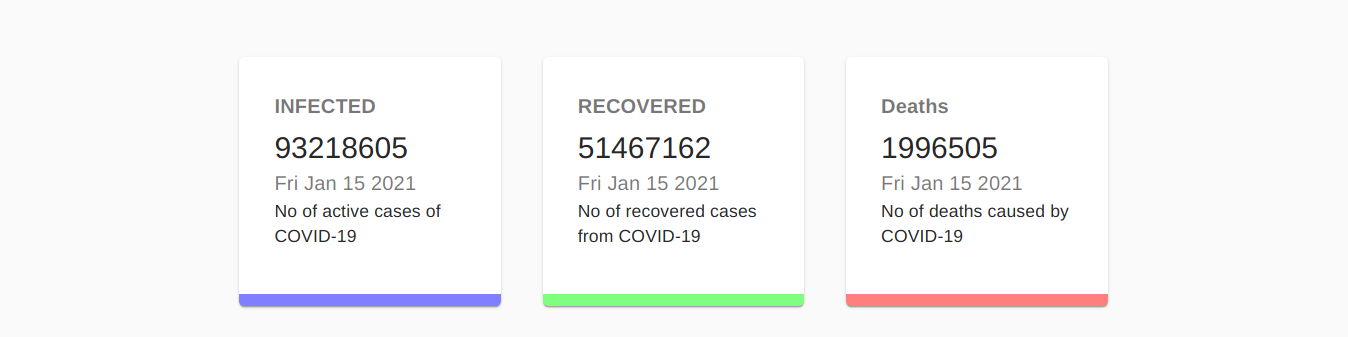 INFECTED
93218605
Fri Jan 15 2021
No of active cases of
COVID-19
RECOVERED
51467162
Fri Jan 15 2021
No of recovered cases
from COVID-19
Deaths
1996505
Fri Jan 15 2021
No of deaths caused by
COVID-19